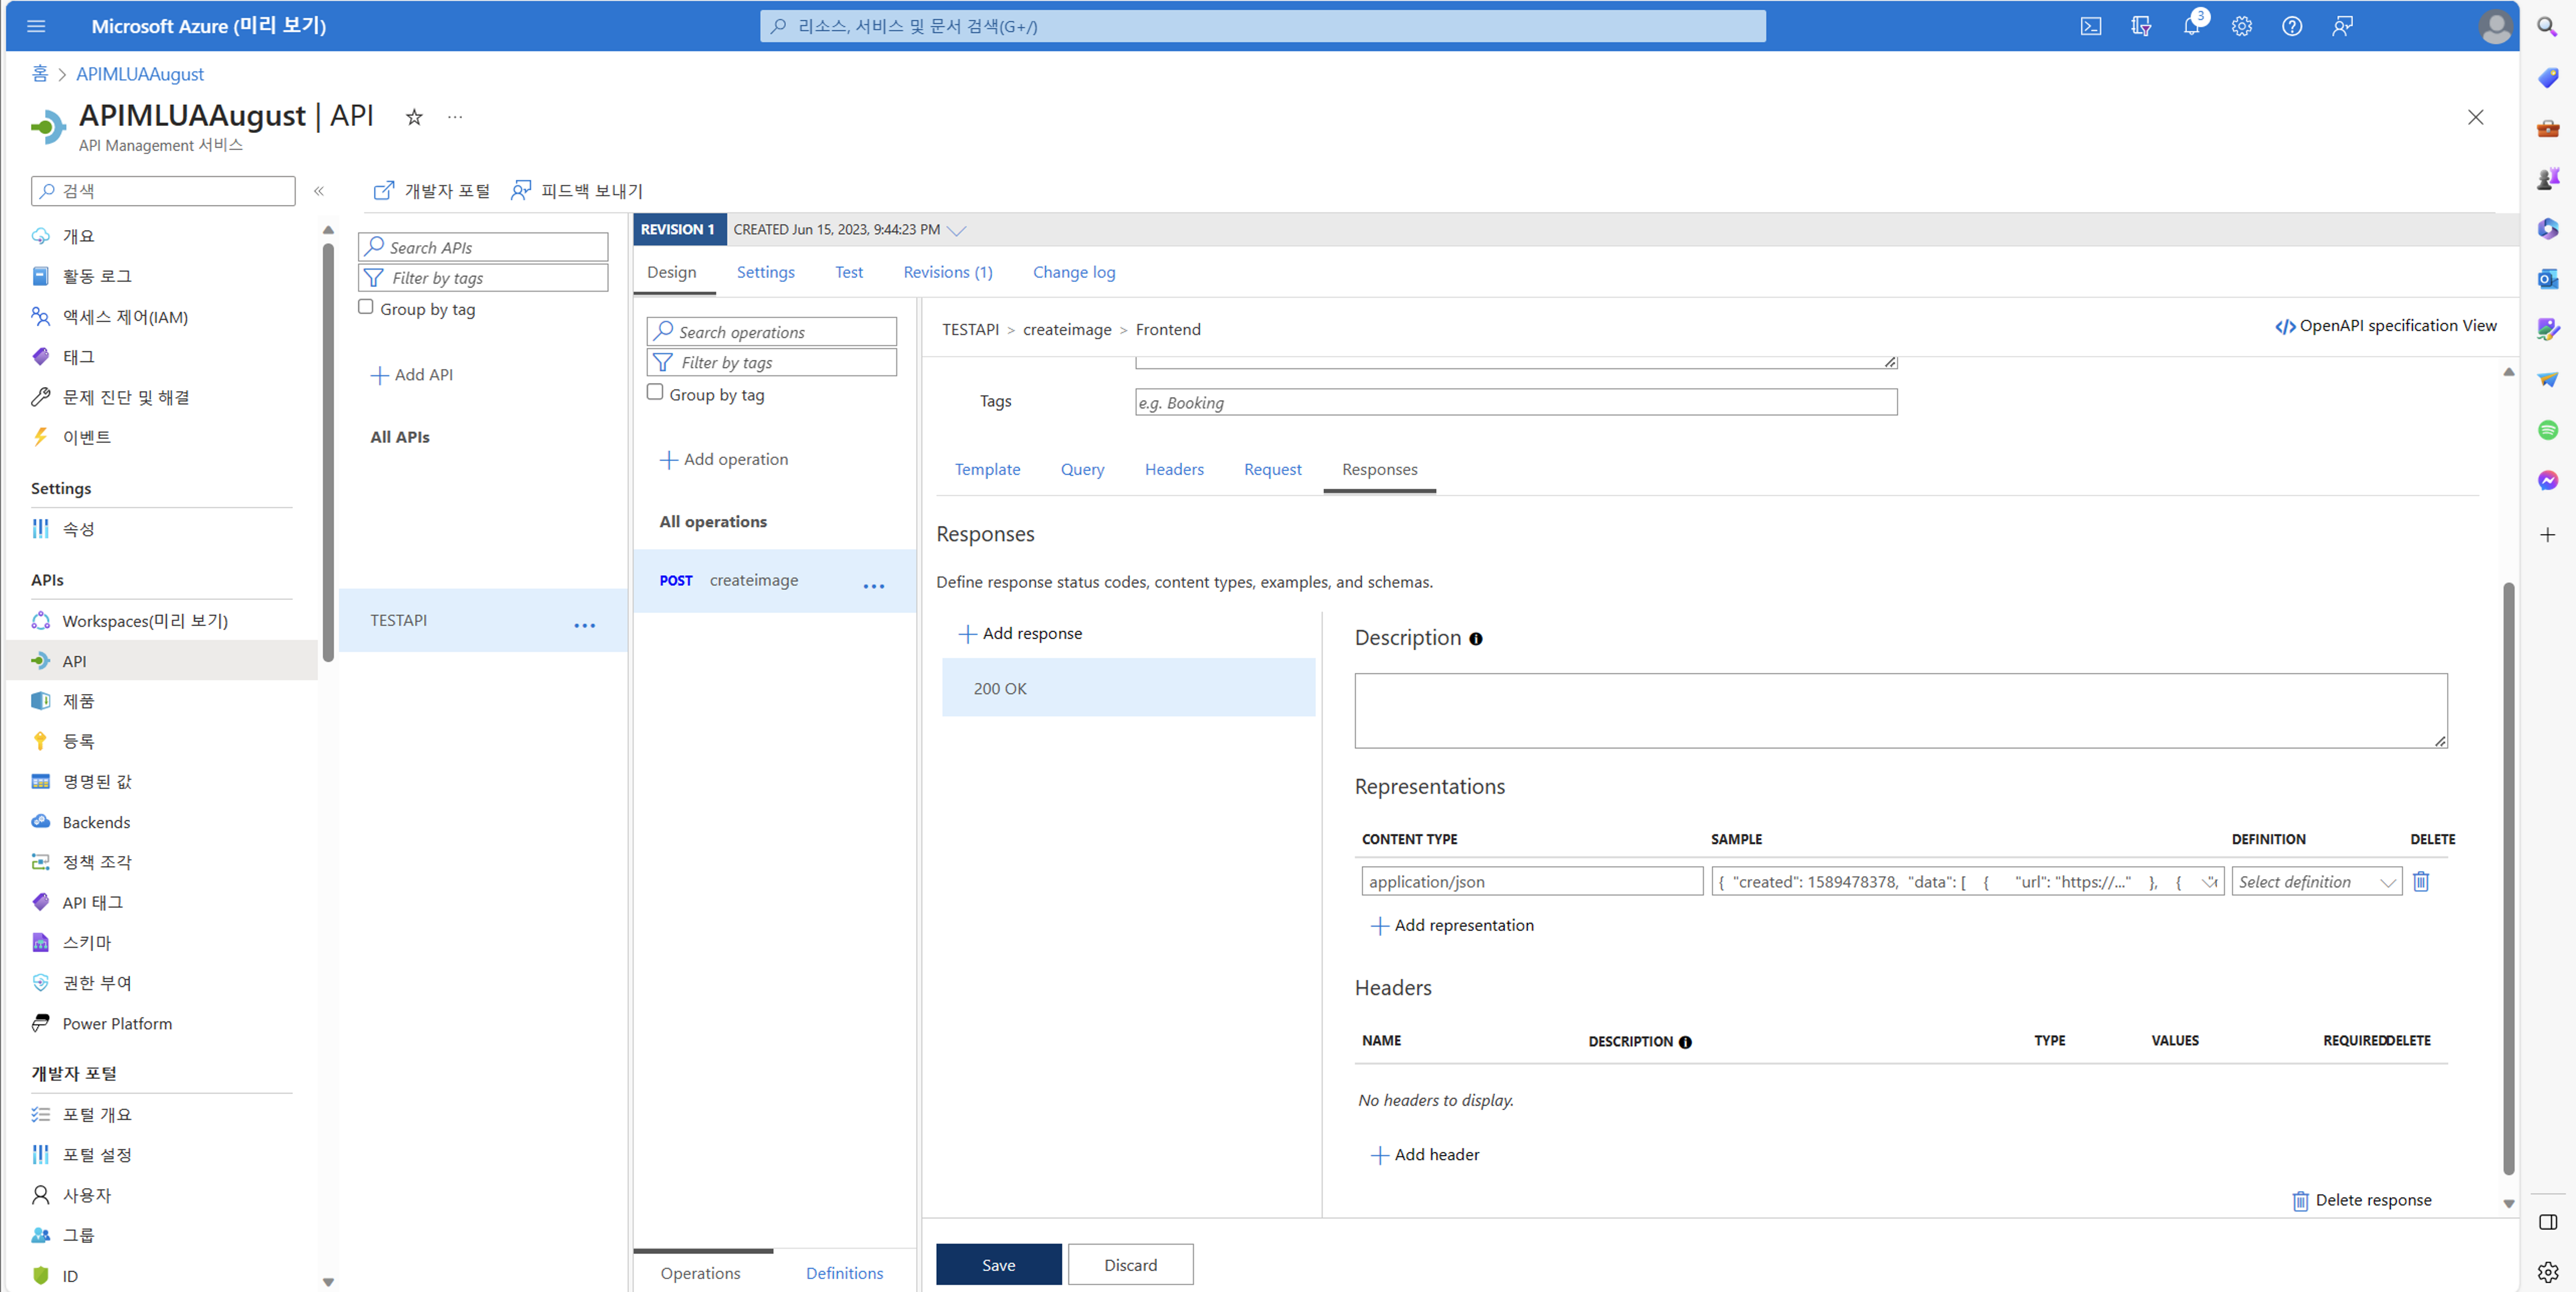 Microsoft Azure (미리 보기)
리소스, 서비스 및 문서 검색(G+/)
3
홈 > APIMLUAAugust
APIMLUAAugust | API
API Management 서비스
검색
개발자 포털
피드백 보내기
개요
활동 로그
액세스 제어(IAM)
태그
문제 진단 및 해결
이벤트
Settings
속성
APIs
Workspaces(미리 보기)
API
제품
등록
명명된 값
Backends
정책 조각
API 태그
스키마
권한 부여
Power Platform
개발자 포털
포털 개요
포털 설정
사용자
그룹
ID
Search APIs
Filter by tags
Group by tag
Add API
All APIs
TESTAPI
REVISION 1
CREATED Jun 15, 2023, 9:44:23 PM
Design
Settings
Test
Revisions (1)
Change log
Search operations
Filter by tags
Group by tag
Add operation
All operations
POST createimage
Operations
Definitions
TESTAPI > createimage > Frontend
OpenAPI specification View
Tags
e.g. Booking
Template
Query
Headers
Request
Responses
Responses
Define response status codes, content types, examples, and schemas.
Add response
200 OK
Description
Representations
CONTENT TYPE
SAMPLE
DEFINITION
DELETE
application/json
{ "created": 1589478378, "data": [ { "url": "https://..." }, {
Select definition
Add representation
Headers
NAME
DESCRIPTION
TYPE
VALUES
REQUIRED
DELETE
No headers to display.
Add header
Delete response
Save
Discard